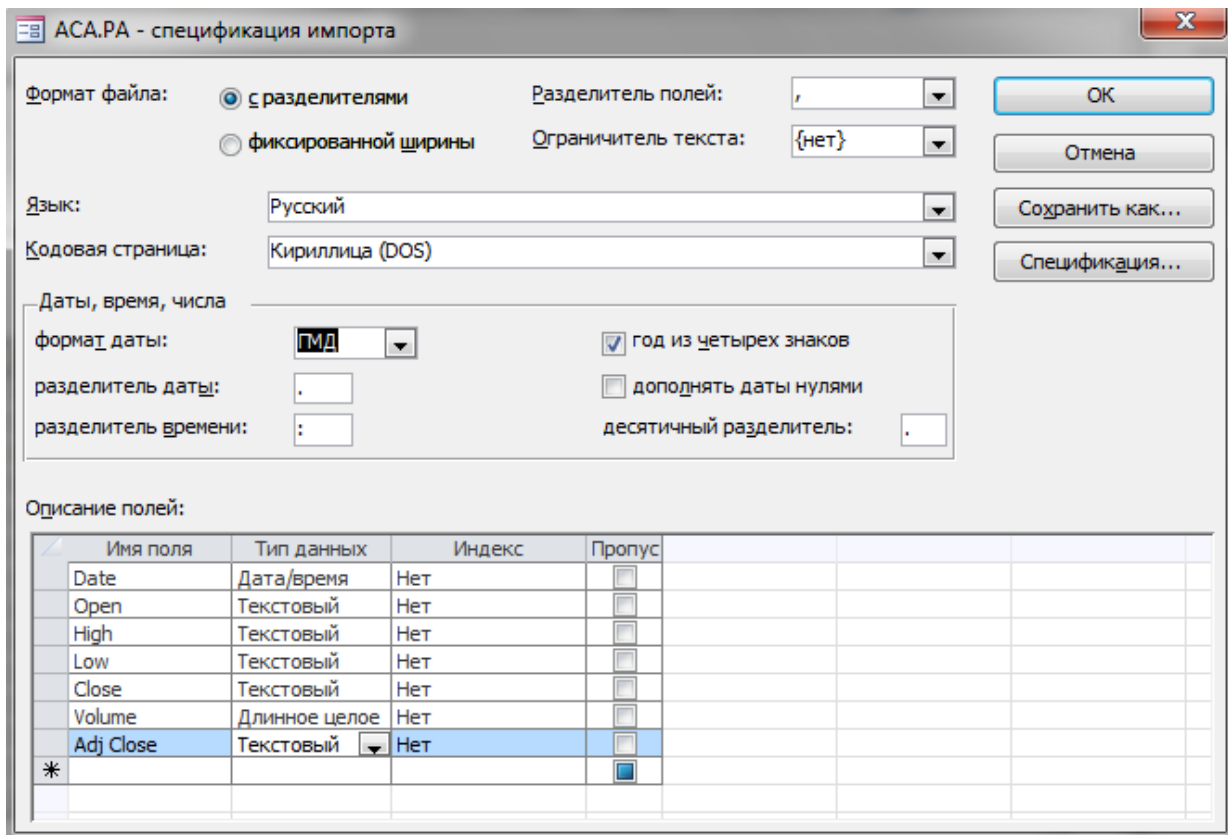 ACA.PA - спецификация импорта
Формат файла: с разделителями Разделитель полей: , ОК
фиксированной ширины Ограничитель текста: {нет} Отмена
Язык: Русский Сохранить как...
Кодовая страница: Кириллица (DOS) Спецификация...
Даты, время, числа
формат даты: ГМД год из четырех знаков
разделитель даты: . дополнять даты нулями
разделитель времени: : десятичный разделитель: .
Описание полей:
Имя поля Тип данных Индекс Пропус
Date Дата/время Нет
Open Текстовый Нет
High Текстовый Нет
Low Текстовый Нет
Close Текстовый Нет
Volume Длинное целое Нет
Adj Close Текстовый Нет